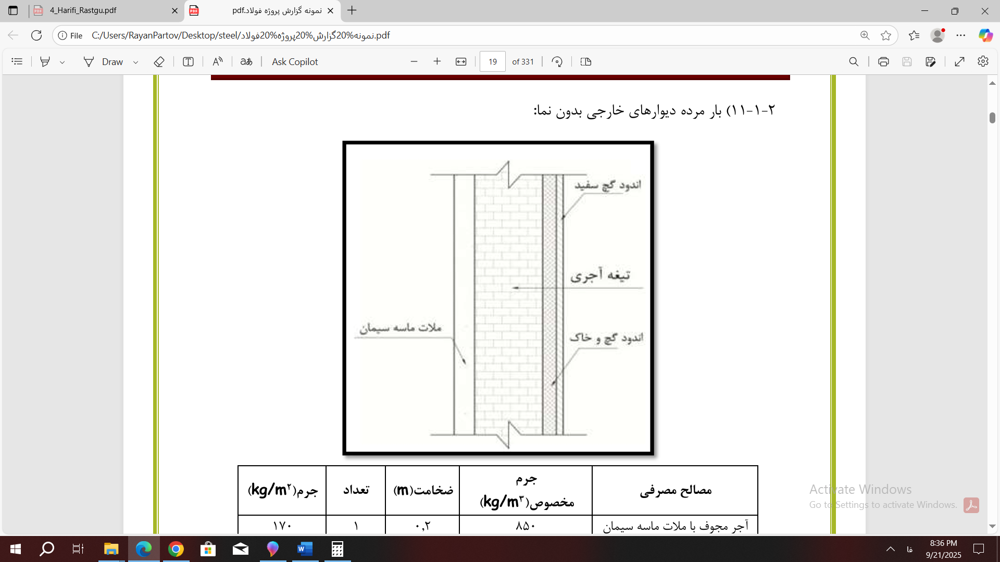 4_Harifi_Rastgu.pdf
نمونه گزارش پروژه فولاد.pdf
File
C:/Users/RayanPartov/Desktop/steel/نمونه%20گزارش%20پروژه%20فولاد.pdf
Draw
aあ
Ask Copilot
19
of 331
۲-۱-۱۱) بار مرده دیوارهای خارجی بدون نما:
اندود گچ سفید
تیغه آجری
ملات ماسه سیمان
اندود گچ و خاک
مصالح مصرفی
جرم مخصوص(kg/m۳)
ضخامت(m)
تعداد
جرم(kg/m۲)
آجر مجوف با ملات ماسه سیمان
۸۵۰
۰٫۲
۱
۱۷۰
Activate Windows
Go to Settings to activate Windows.
فا
8:36 PM
9/21/2025